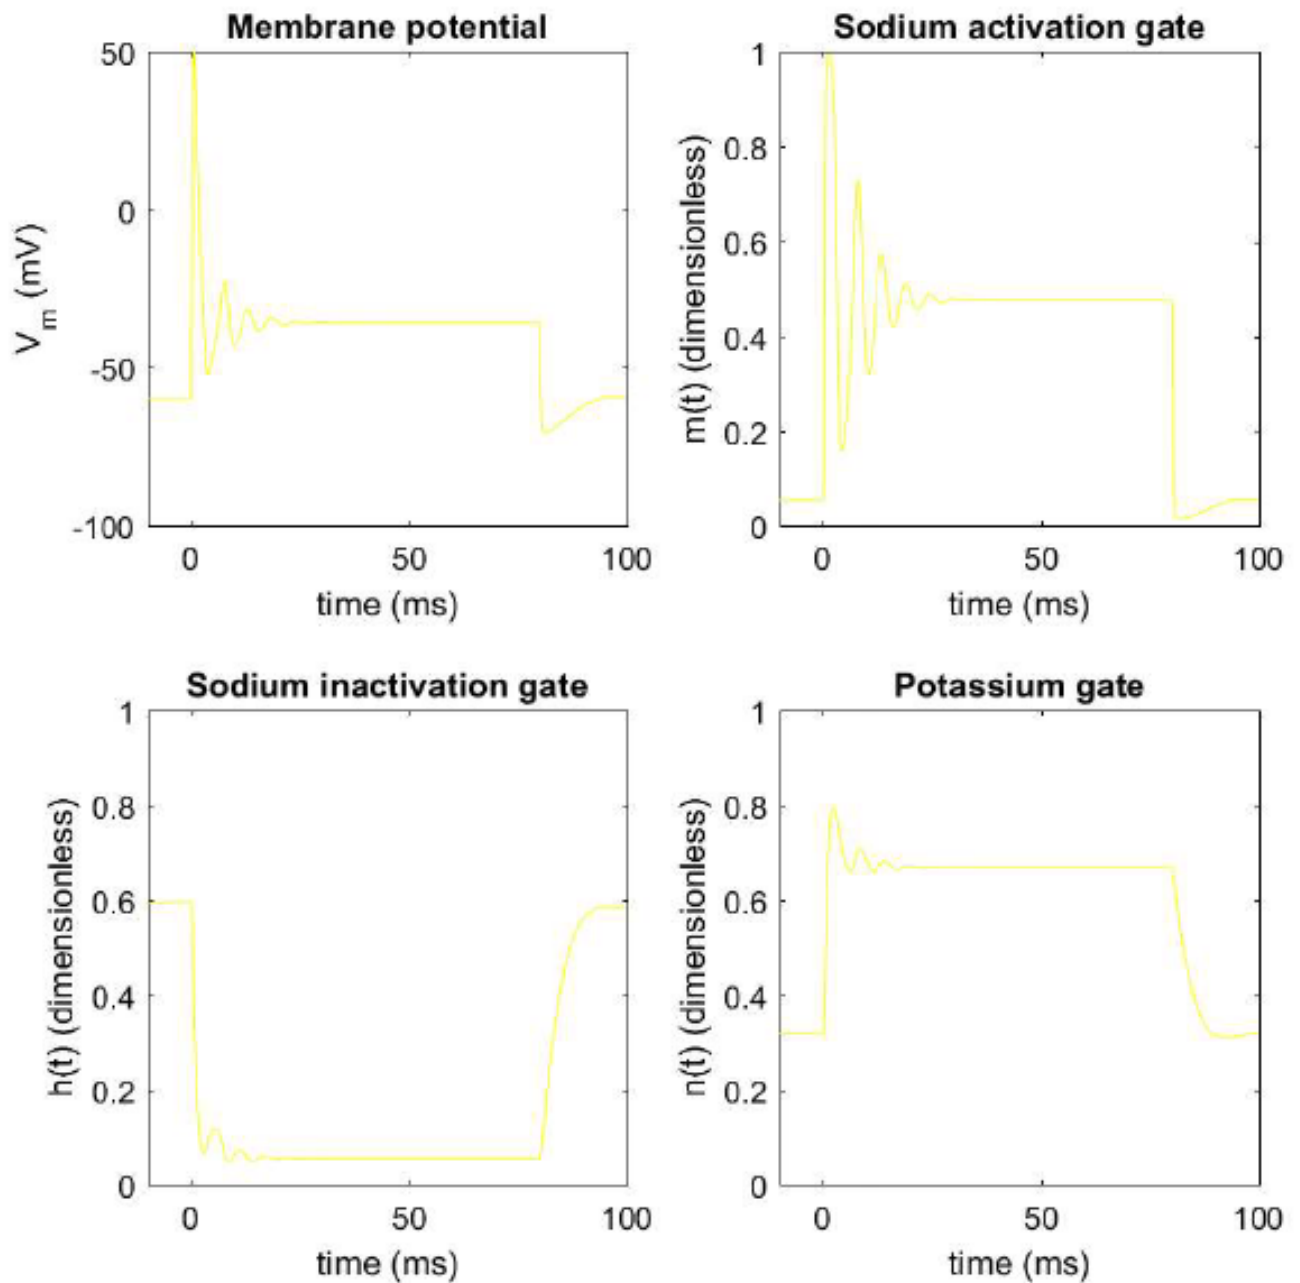 Membrane potential
50
0
-50
-100
V_m (mV)
0 50 100
time (ms)
Sodium activation gate
1
0.8
0.6
0.4
0.2
0
m(t) (dimensionless)
0 50 100
time (ms)
Sodium inactivation gate
1
0.8
0.6
0.4
0.2
0
h(t) (dimensionless)
0 50 100
time (ms)
Potassium gate
1
0.8
0.6
0.4
0.2
0
n(t) (dimensionless)
0 50 100
time (ms)